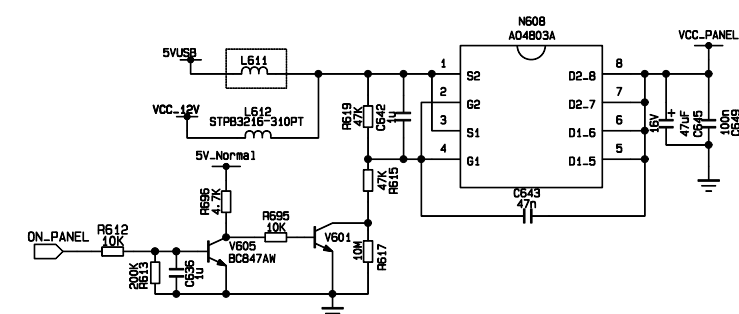 N608
AO4803A
VCC_PANEL
5VUSB
L611
VCC_12V
L612
STPB3216-310PT
1
2
3
4
S2
G2
S1
G1
D2_8
D2_7
D1_6
D1_5
8
7
6
5
R619
47K
C642
1u
47K
R615
16V
47uF
C645
100n
C649
C643
47n
5V_Normal
R696
4.7K
R695
10K
ON_PANEL
R612
10K
V605
BC847AW
V601
200K
R613
C636
1u
10M
R617